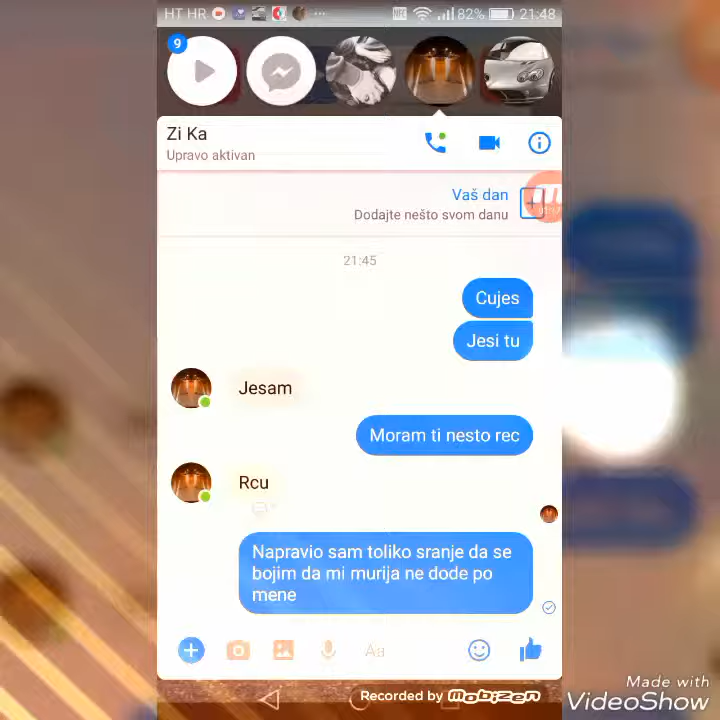 HT HR 82% 21:48
9
Zi Ka
Upravo aktivan
Vaš dan
Dodajte nešto svom danu
21:45
Cujes
Jesi tu
Jesam
Moram ti nesto rec
Rcu
Napravio sam toliko sranje da se
bojim da mi murija ne dode po
mene
Aa
Recorded by mobizen
Made with
VideoShow